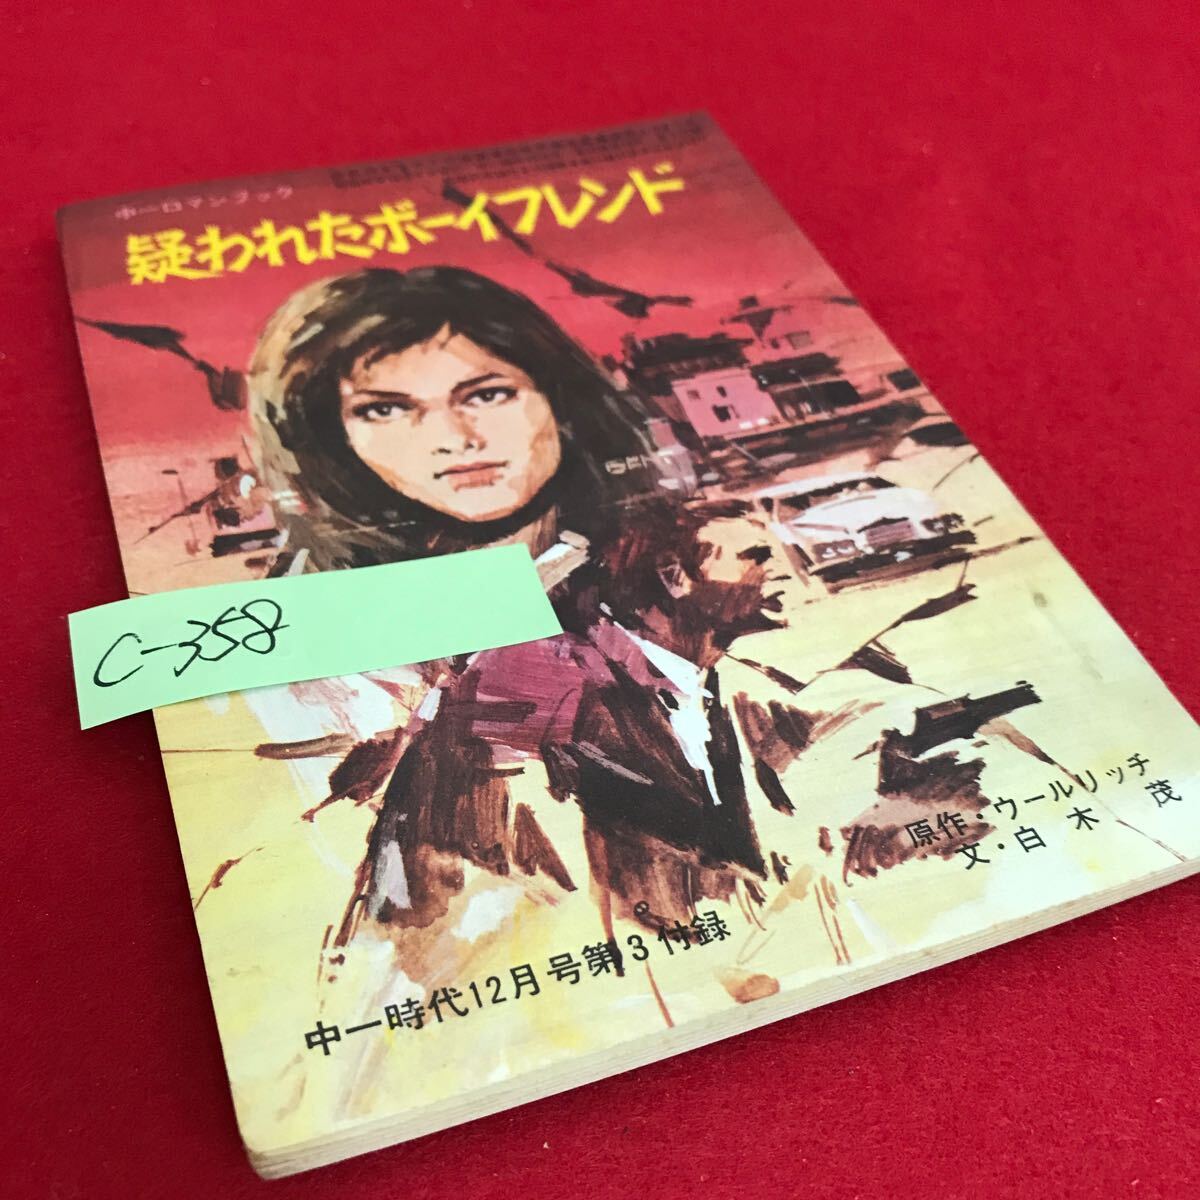 中一ロマンブック
疑われたボーイフレンド
C-358
原作・ウールリッチ
文・白木 茂
中一時代12月号第3付録